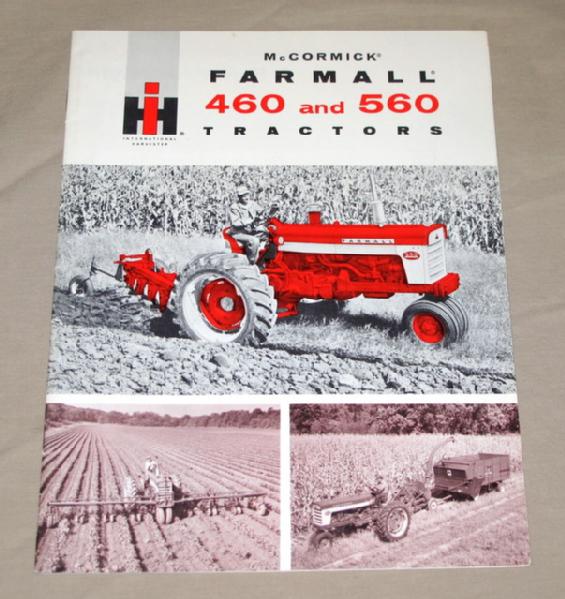 McCORMICK®
FARMALL®
460 and 560
TRACTORS
IH®
INTERNATIONAL
HARVESTER
FARMALL